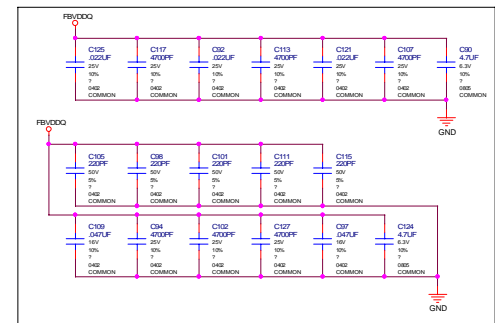 FBVDDQ
C125 C117 C92 C113 C121 C107 C90
.022UF 4700PF .022UF 4700PF .022UF 4700PF 4.7UF
25V 25V 25V 25V 25V 25V 6.3V
10% 10% 10% 10% 10% 10% 10%
? ? ? ? ? ? ?
0402 0402 0402 0402 0402 0402 0805
COMMON COMMON COMMON COMMON COMMON COMMON COMMON
GND
FBVDDQ
C105 C98 C101 C111 C115
220PF 220PF 220PF 220PF 220PF
50V 50V 50V 50V 50V
5% 5% 5% 5% 5%
? ? ? ? ?
0402 0402 0402 0402 0402
COMMON COMMON COMMON COMMON COMMON
C109 C94 C102 C127 C97 C124
.047UF 4700PF 4700PF 4700PF .047UF 4.7UF
16V 25V 25V 25V 16V 6.3V
10% 10% 10% 10% 10% 10%
? ? ? ? ? ?
0402 0402 0402 0402 0402 0805
COMMON COMMON COMMON COMMON COMMON COMMON
GND